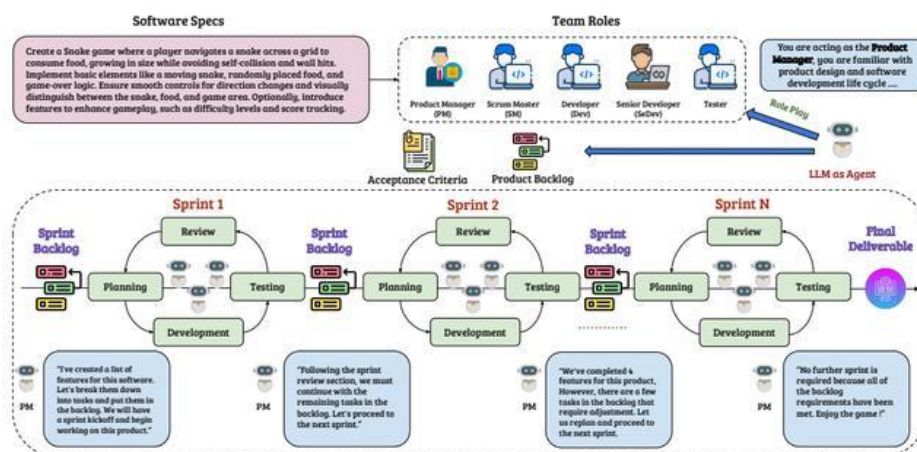 Software Specs
Team Roles
Create a Snake game where a player navigates a snake across a grid to
consume food, growing in size while avoiding self-collision and wall hits.
Implement basic elements like a moving snake, randomly placed food, and
game-over logic. Ensure smooth controls for direction changes and visually
distinguish between the snake, food, and game area. Optionally, introduce
features to enhance gameplay, such as difficulty levels and score tracking.
Product Manager
(PM)
Scrum Master
(SM)
Developer
(Dev)
Senior Developer
(SeDev)
Tester
You are acting as the Product
Manager, you are familiar with
product design and software
development life cycle ....
Role Play
LLM as Agent
Acceptance Criteria
Product Backlog
Sprint 1
Sprint 2
Sprint N
Sprint
Backlog
Review
Planning
Testing
Development
Sprint
Backlog
Review
Planning
Testing
Development
Sprint
Backlog
Review
Planning
Testing
Development
Final
Deliverable
PM
"I've created a list of
features for this software.
Let's break them down
into tasks and put them in
the backlog. We will have
a sprint kickoff and begin
working on this product."
PM
"Following the sprint
review section, we must
continue with the
remaining tasks in the
backlog. Let's proceed to
the next sprint."
PM
"We've completed 4
features for this product,
However, there are a few
tasks in the backlog that
require adjustment. Let
us replan and proceed to
the next sprint.
PM
"No further sprint is
required because all of
the backlog
requirements have been
met. Enjoy the game !"